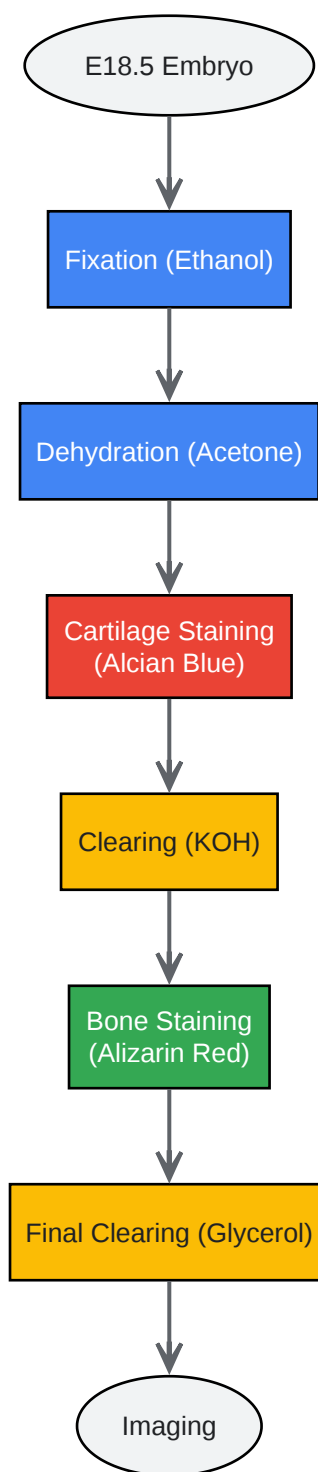 E18.5 Embryo
Fixation (Ethanol)
Dehydration (Acetone)
Cartilage Staining
(Alcian Blue)
Clearing (KOH)
Bone Staining
(Alizarin Red)
Final Clearing (Glycerol)
Imaging